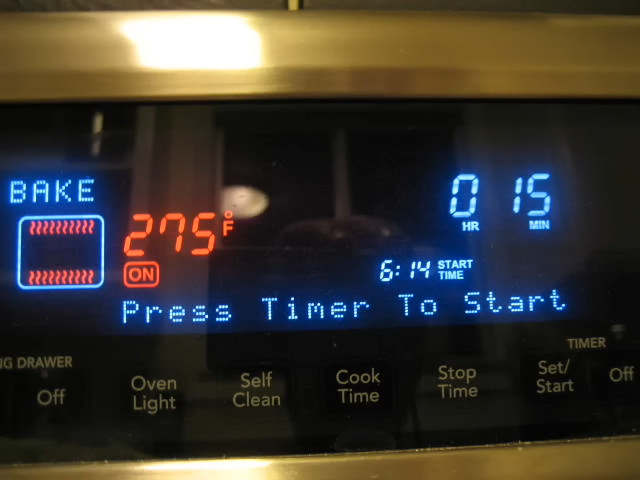 BAKE
275°F
ON
0 HR 15 MIN
6:14 START TIME
Press Timer To Start
NG DRAWER
Off
Oven Light
Self Clean
Cook Time
Stop Time
TIMER
Set/ Start
Off